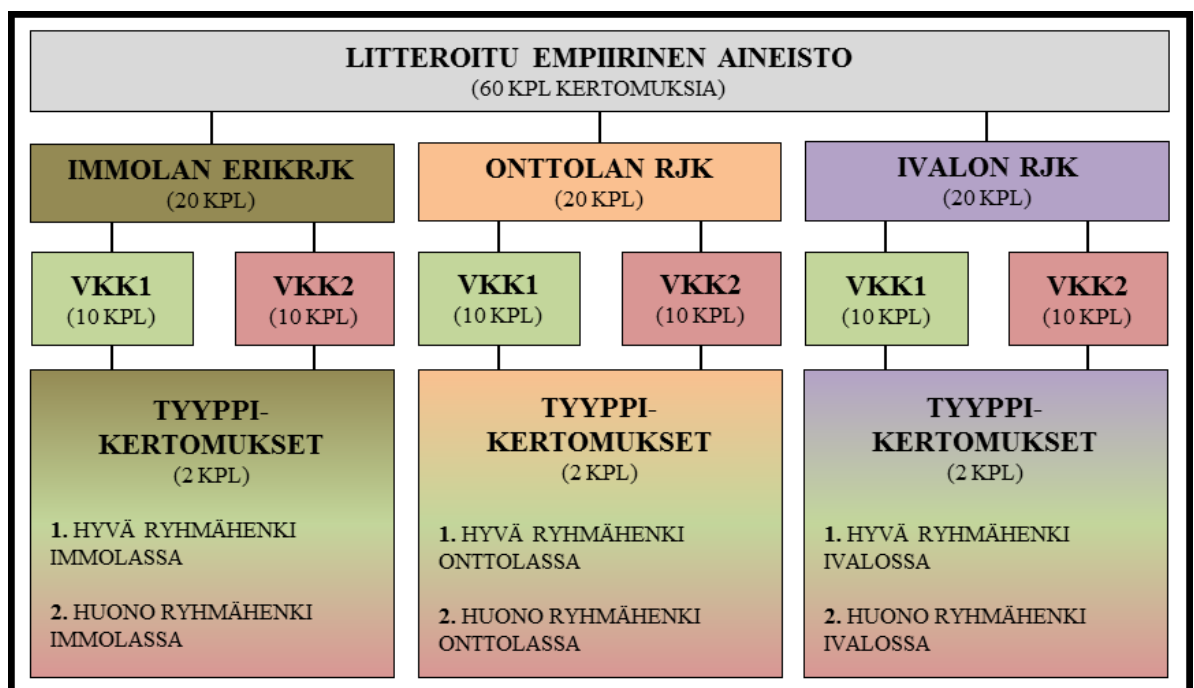 LITTEROITU EMPIIRINEN AINEISTO
(60 KPL KERTOMUKSIA)
IMMOLAN ERIKRJK
(20 KPL)
ONTTOLAN RJK
(20 KPL)
IVALON RJK
(20 KPL)
VKK1
(10 KPL)
VKK2
(10 KPL)
VKK1
(10 KPL)
VKK2
(10 KPL)
VKK1
(10 KPL)
VKK2
(10 KPL)
TYYPPI-
KERTOMUKSET
(2 KPL)
1. HYVÄ RYHMÄHENKI
IMMOLASSA
2. HUONO RYHMÄHENKI
IMMOLASSA
TYYPPI-
KERTOMUKSET
(2 KPL)
1. HYVÄ RYHMÄHENKI
ONTTOLASSA
2. HUONO RYHMÄHENKI
ONTTOLASSA
TYYPPI-
KERTOMUKSET
(2 KPL)
1. HYVÄ RYHMÄHENKI
IVALOSSA
2. HUONO RYHMÄHENKI
IVALOSSA